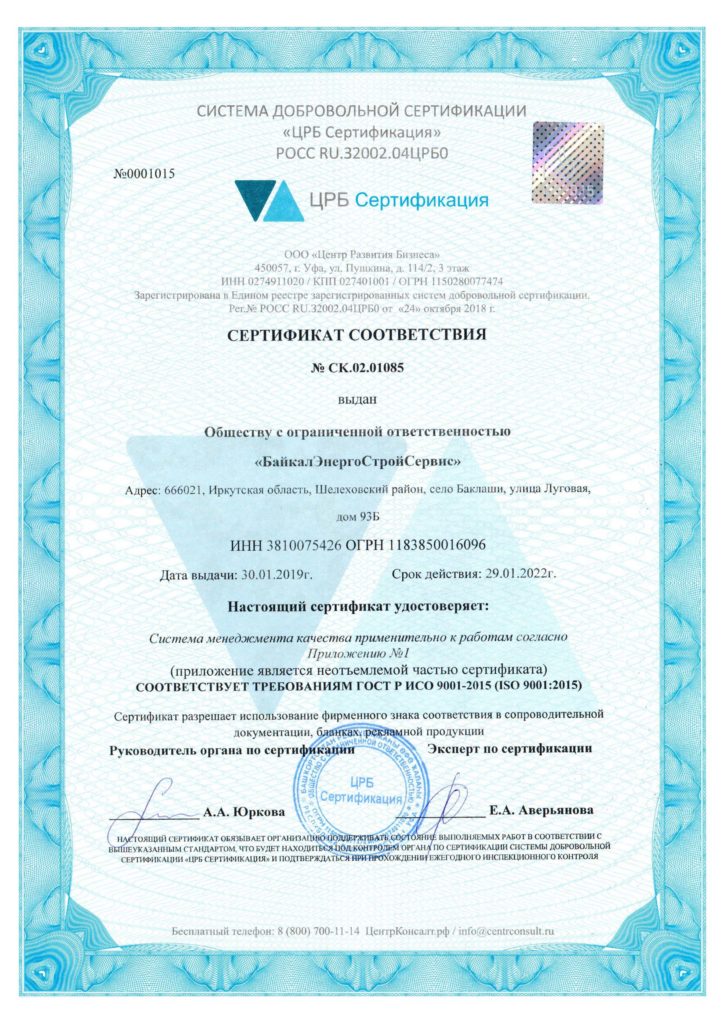 СИСТЕМА ДОБРОВОЛЬНОЙ СЕРТИФИКАЦИИ
«ЦРБ Сертификация»
РОСС RU.32002.04ЦРБ0
№0001015
ЦРБ Сертификация
ООО «Центр Развития Бизнеса»
450057, г. Уфа, ул. Пушкина, д. 114/2, 3 этаж
ИНН 0274911020 / КПП 027401001 / ОГРН 1150280077474
Зарегистрирована в Едином реестре зарегистрированных систем добровольной сертификации.
Рег.№ РОСС RU.32002.04ЦРБ0 от «24» октября 2018 г.
СЕРТИФИКАТ СООТВЕТСТВИЯ
№ СК.02.01085
выдан
Обществу с ограниченной ответственностью
«БайкалЭнергоСтройСервис»
Адрес: 666021, Иркутская область, Шелеховский район, село Баклаши, улица Луговая,
дом 93Б
ИНН 3810075426 ОГРН 1183850016096
Дата выдачи: 30.01.2019г. Срок действия: 29.01.2022г.
Настоящий сертификат удостоверяет:
Система менеджмента качества применительно к работам согласно
Приложению №1
(приложение является неотъемлемой частью сертификата)
СООТВЕТСТВУЕТ ТРЕБОВАНИЯМ ГОСТ Р ИСО 9001-2015 (ISO 9001:2015)
Сертификат разрешает использование фирменного знака соответствия в сопроводительной
документации, бланках, рекламной продукции
Руководитель органа по сертификации Эксперт по сертификации
ЦРБ
Сертификация
А.А. Юркова Е.А. Аверьянова
НАСТОЯЩИЙ СЕРТИФИКАТ ОБЯЗЫВАЕТ ОРГАНИЗАЦИЮ ПОДДЕРЖИВАТЬ СОСТОЯНИЕ ВЫПОЛНЯЕМЫХ РАБОТ В СООТВЕТСТВИИ С
ВЫШЕУКАЗАННЫМ СТАНДАРТОМ, ЧТО БУДЕТ НАХОДИТЬСЯ ПОД КОНТРОЛЕМ ОРГАНА ПО СЕРТИФИКАЦИИ СИСТЕМЫ ДОБРОВОЛЬНОЙ
СЕРТИФИКАЦИИ «ЦРБ СЕРТИФИКАЦИЯ» И ПОДТВЕРЖДАТЬСЯ ПРИ ПРОХОЖДЕНИИ ЕЖЕГОДНОГО ИНСПЕКЦИОННОГО КОНТРОЛЯ
Бесплатный телефон: 8 (800) 700-11-14 ЦентрКонсалт.рф / info@centrconsult.ru